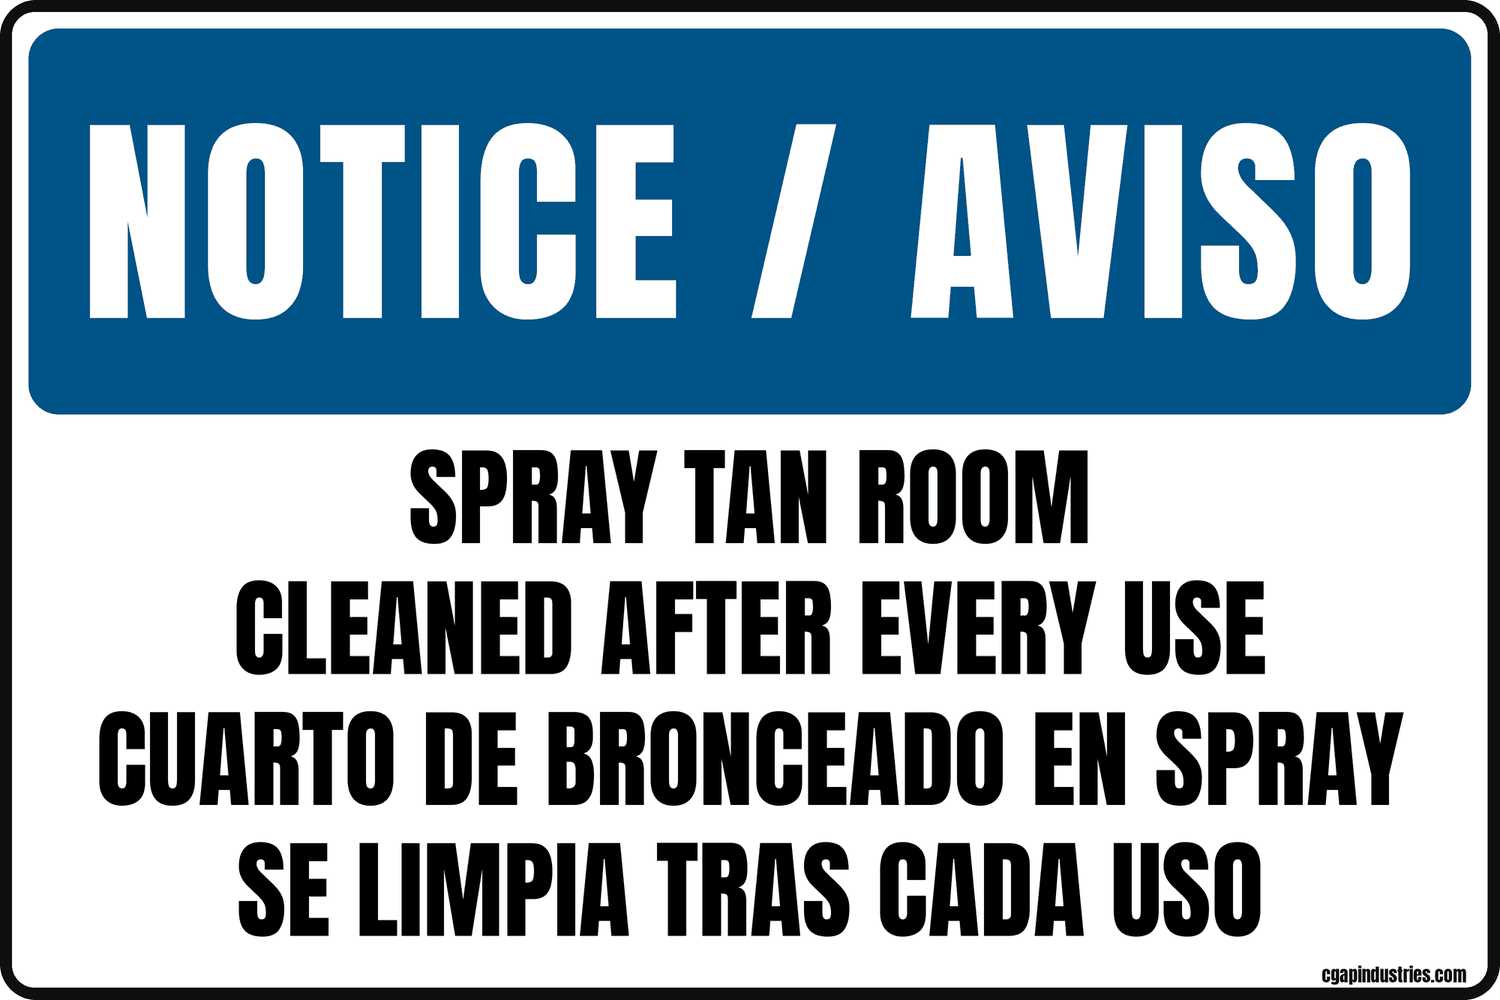 NOTICE / AVISO
SPRAY TAN ROOM
CLEANED AFTER EVERY USE
CUARTO DE BRONCEADO EN SPRAY
SE LIMPIA TRAS CADA USO
cgapindustries.com